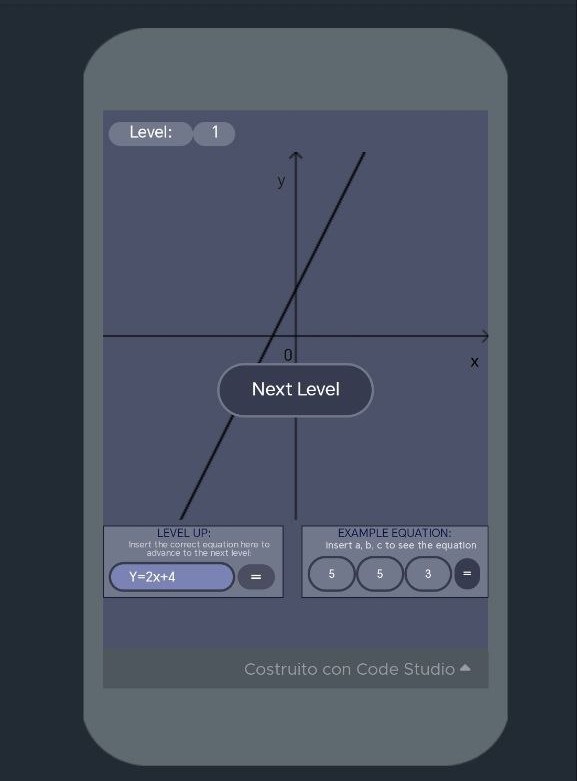 Level: 1
y
0
x
Next Level
LEVEL UP:
Insert the correct equation here to
advance to the next level:
Y=2x+4 =
EXAMPLE EQUATION:
insert a, b, c to see the equation
5 5 3 =
Costruito con Code Studio